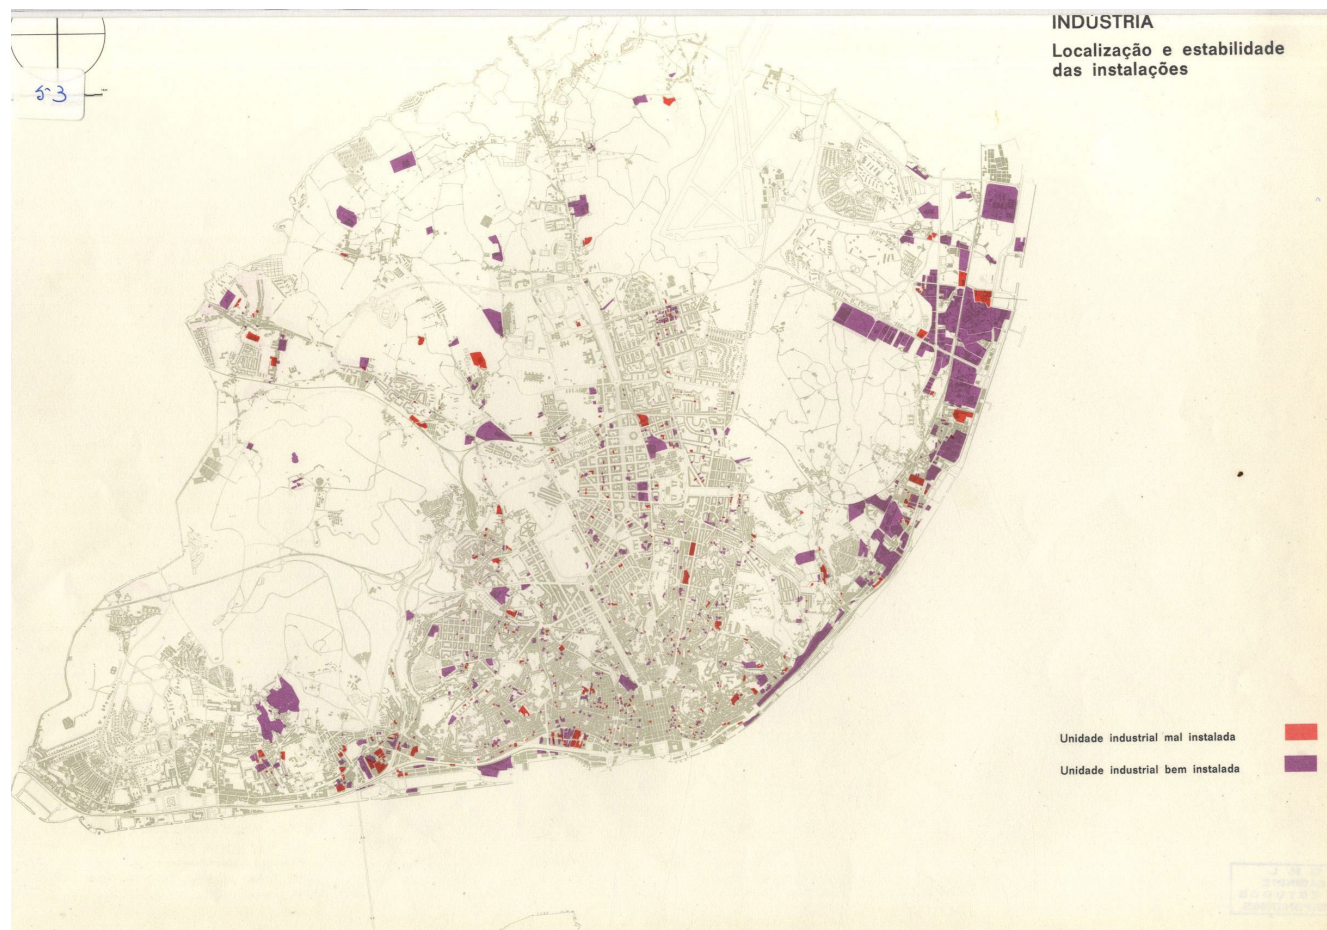 INDÚSTRIA
Localização e estabilidade
das instalações
53
Unidade industrial mal instalada
Unidade industrial bem instalada